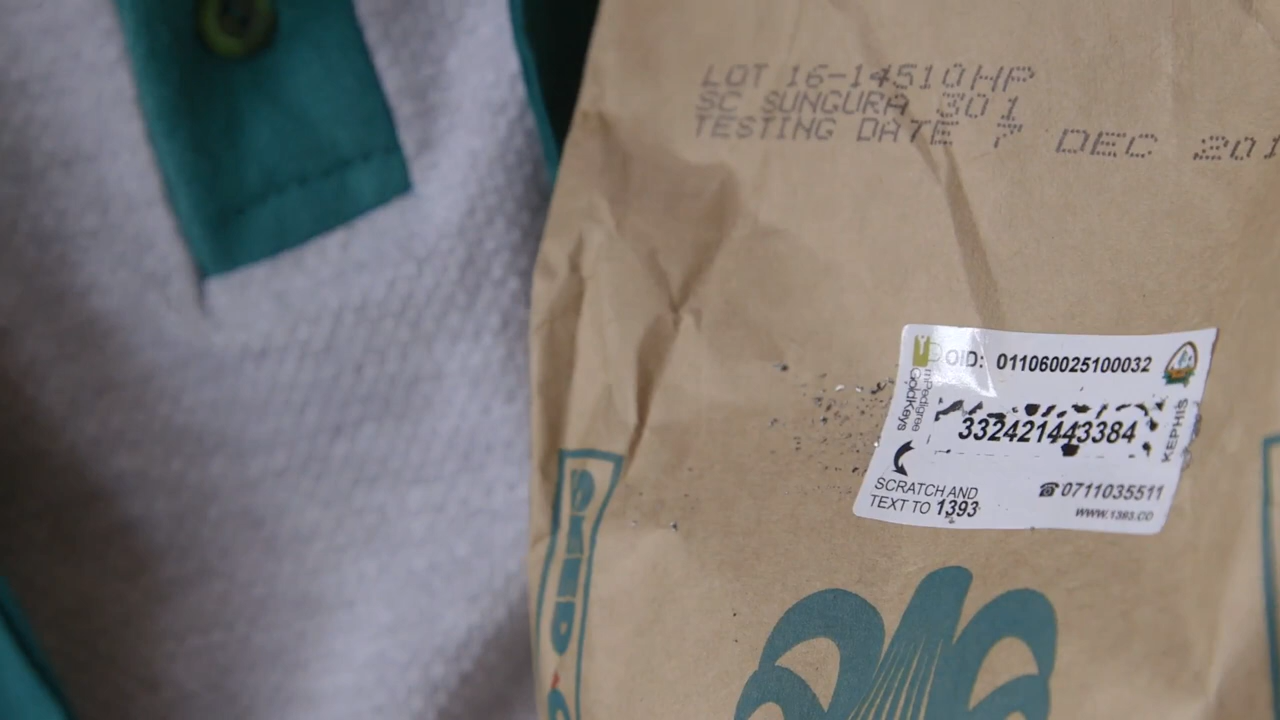 LOT 16-14510HP
SC SUNGURA 301
TESTING DATE 7 DEC 201
OID: 011060025100032
mPedigree
GoldKeys
332421443384
KEPHIS
SCRATCH AND
TEXT TO 1393
0711035511
WWW.1393.CO